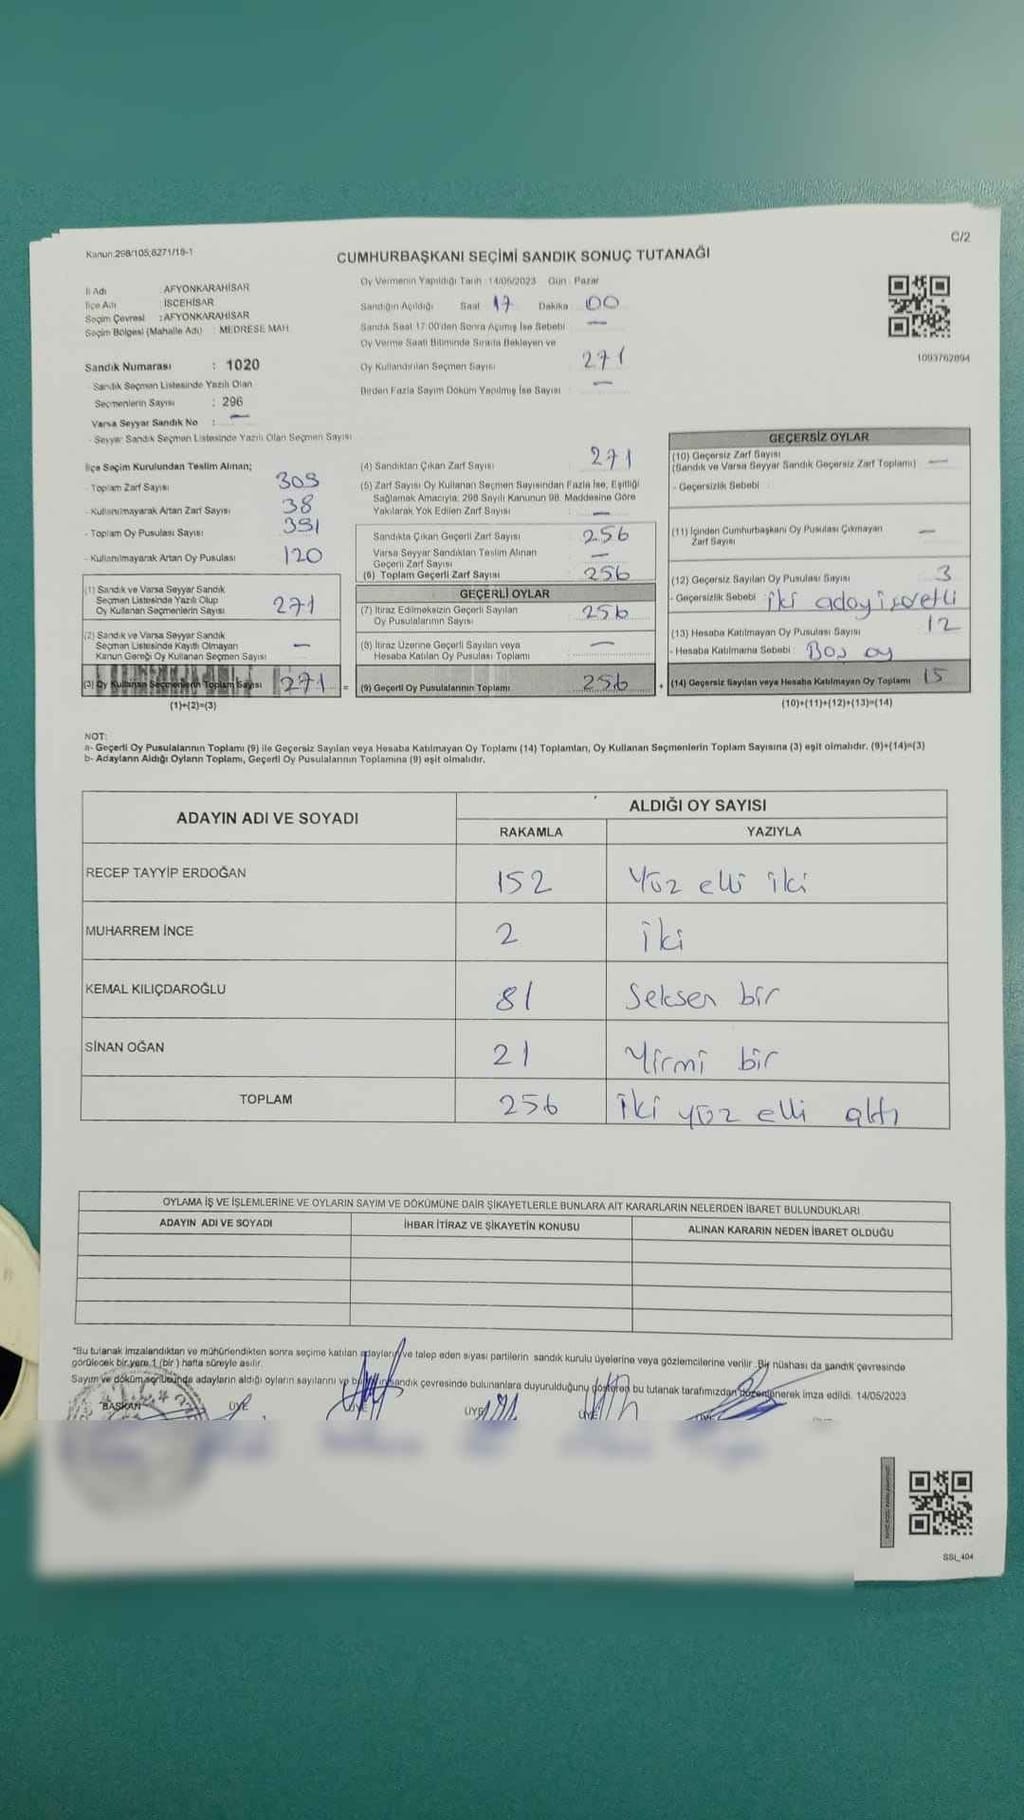 Kanun:298/105;6271/19-1
C/2
CUMHURBAŞKANI SEÇİMİ SANDIK SONUÇ TUTANAĞI
İl Adı : AFYONKARAHİSAR
İlçe Adı : İSCEHİSAR
Seçim Çevresi : AFYONKARAHİSAR
Seçim Bölgesi (Mahalle Adı) : MEDRESE MAH.
Oy Vermenin Yapıldığı Tarih : 14/05/2023 Gün : Pazar
Sandığın Açıldığı Saat 17 Dakika : 00
Sandık Saat 17:00'den Sonra Açımış İse Sebebi —
Oy Verme Saati Bitiminde Sırada Bekleyen ve
Oy Kullandırılan Seçmen Sayısı 271
Birden Fazla Sayım Döküm Yapılmış İse Sayısı —
1093762894
Sandık Numarası : 1020
- Sandık Seçmen Listesinde Yazılı Olan
Seçmenlerin Sayısı : 296
Varsa Seyyar Sandık No : —
- Seyyar Sandık Seçmen Listesinde Yazılı Olan Seçmen Sayısı
İlçe Seçim Kurulundan Teslim Alınan;
- Toplam Zarf Sayısı 309
- Kullanılmayarak Artan Zarf Sayısı 38
- Toplam Oy Pusulası Sayısı: 391
- Kullanılmayarak Artan Oy Pusulası 120
(1) Sandık ve Varsa Seyyar Sandık
Seçmen Listesinde Yazılı Olup
Oy Kullanan Seçmenlerin Sayısı 271
(2) Sandık ve Varsa Seyyar Sandık
Seçmen Listesinde Kayıtlı Olmayan
Kanun Gereği Oy Kullanan Seçmen Sayısı —
(3) Oy Kullanan Seçmenlerin Toplam Sayısı 271 =
(1)+(2)=(3)
(4) Sandıktan Çıkan Zarf Sayısı 271
(5) Zarf Sayısı Oy Kullanan Seçmen Sayısından Fazla İse, Eşitliği
Sağlamak Amacıyla, 298 Sayılı Kanunun 98. Maddesine Göre
Yakılarak Yok Edilen Zarf Sayısı : —
Sandıkta Çıkan Geçerli Zarf Sayısı 256
Varsa Seyyar Sandıktan Teslim Alınan
Geçerli Zarf Sayısı —
(6) Toplam Geçerli Zarf Sayısı 256
GEÇERLİ OYLAR
(7) İtiraz Edilmeksizin Geçerli Sayılan
Oy Pusulalarının Sayısı 256
(8) İtiraz Üzerine Geçerli Sayılan veya
Hesaba Katılan Oy Pusulası Toplamı —
(9) Geçerli Oy Pusulalarının Toplamı 256 +
GEÇERSİZ OYLAR
(10) Geçersiz Zarf Sayısı
(Sandık ve Varsa Seyyar Sandık Geçersiz Zarf Toplamı) —
- Geçersizlik Sebebi
(11) İçinden Cumhurbaşkanı Oy Pusulası Çıkmayan
Zarf Sayısı —
(12) Geçersiz Sayılan Oy Pusulası Sayısı 3
- Geçersizlik Sebebi iki aday işaretli
(13) Hesaba Katılmayan Oy Pusulası Sayısı 12
- Hesaba Katılmama Sebebi : Boş oy
(14) Geçersiz Sayılan veya Hesaba Katılmayan Oy Toplamı 15
(10)+(11)+(12)+(13)=(14)
NOT:
a- Geçerli Oy Pusulalarının Toplamı (9) ile Geçersiz Sayılan veya Hesaba Katılmayan Oy Toplamı (14) Toplamları, Oy Kullanan Seçmenlerin Toplam Sayısına (3) eşit olmalıdır. (9)+(14)=(3)
b- Adayların Aldığı Oyların Toplamı, Geçerli Oy Pusulalarının Toplamına (9) eşit olmalıdır.
ADAYIN ADI VE SOYADI
ALDIĞI OY SAYISI
RAKAMLA YAZIYLA
RECEP TAYYİP ERDOĞAN 152 Yüz elli iki
MUHARREM İNCE 2 iki
KEMAL KILIÇDAROĞLU 81 Seksen bir
SİNAN OĞAN 21 Yirmi bir
TOPLAM 256 iki yüz elli altı
OYLAMA İŞ VE İŞLEMLERİNE VE OYLARIN SAYIM VE DÖKÜMÜNE DAİR ŞİKAYETLERLE BUNLARA AİT KARARLARIN NELERDEN İBARET BULUNDUKLARI
ADAYIN ADI VE SOYADI İHBAR İTİRAZ VE ŞİKAYETİN KONUSU ALINAN KARARIN NEDEN İBARET OLDUĞU
"Bu tutanak imzalandıktan ve mühürlendikten sonra seçime katılan adayların ve talep eden siyasi partilerin sandık kurulu üyelerine veya gözlemcilerine verilir. Bir nüshası da sandık çevresinde
görülecek bir yere 1 (bir) hafta süreyle asılır.
Sayım ve döküm sonucunda adayların aldığı oyların sayılarını ve sandık çevresinde bulunanlara duyurulduğunu gösteren bu tutanak tarafımızdan düzenlenerek imza edildi. 14/05/2023
BAŞKAN ÜYE ÜYE ÜYE ÜYE
SSI_404